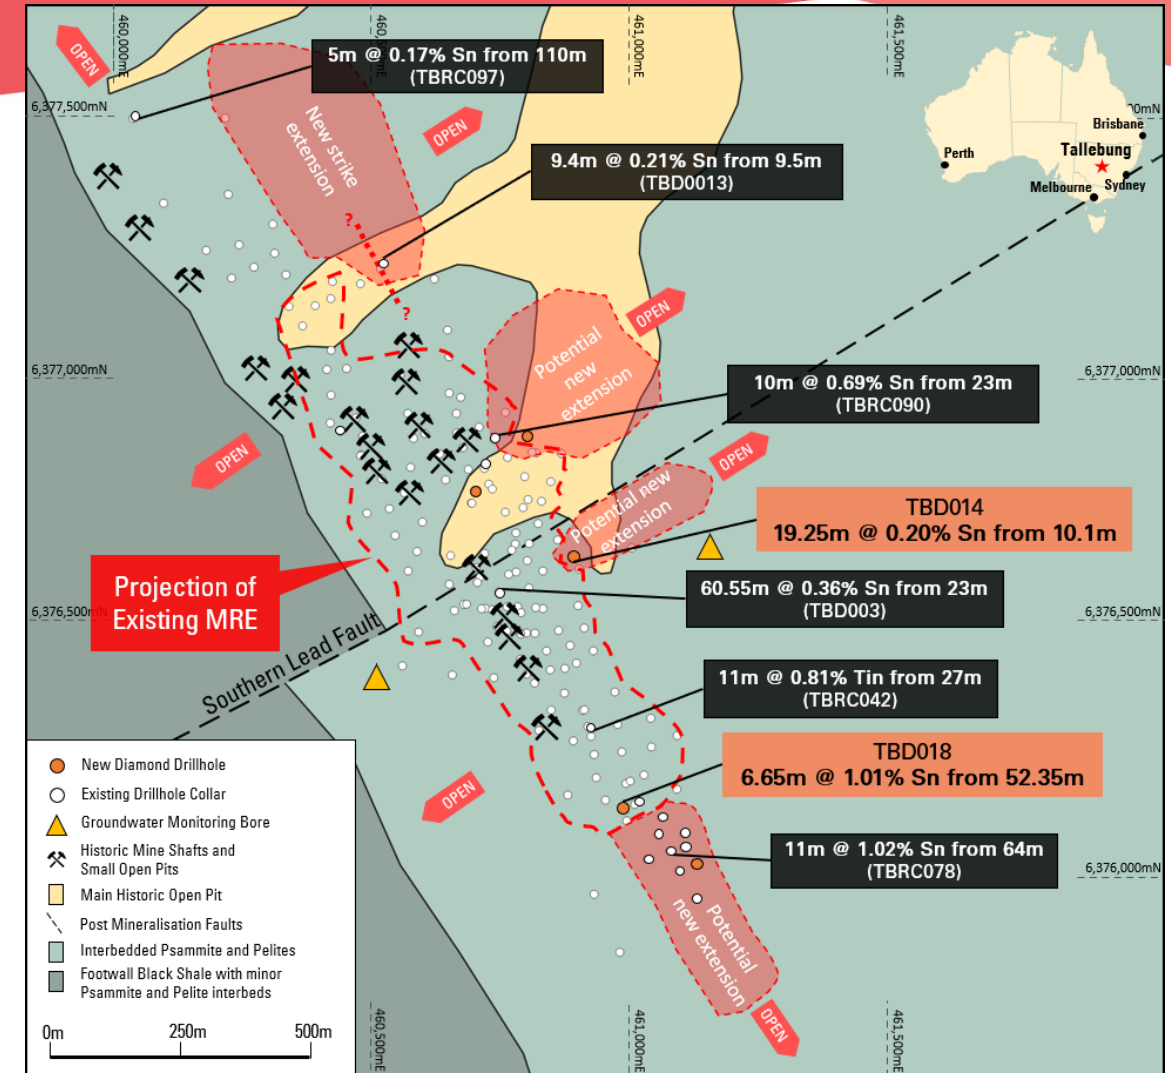 460,000mE
460,5
461,000mE
461,500mE
OPEN
5m @ 0.17% Sn from 110m
(TBRC097)
6,377,500mN
00mN
New strike
extension
OPEN
9.4m @ 0.21% Sn from 9.5m
(TBD0013)
Brisbane
Perth
Tallebung
Melbourne
Sydney
?
?
OPEN
Potential
new
extension
6,377,000mN
6,377,000mN
10m @ 0.69% Sn from 23m
(TBRC090)
OPEN
OPEN
Potential new
extension
TBD014
19.25m @ 0.20% Sn from 10.1m
Projection of
Existing MRE
60.55m @ 0.36% Sn from 23m
(TBD003)
6,376,500mN
6,376,500mN
Southern Lead Fault
11m @ 0.81% Tin from 27m
(TBRC042)
TBD018
6.65m @ 1.01% Sn from 52.35m
OPEN
11m @ 1.02% Sn from 64m
(TBRC078)
6,376,000mN
Potential
new extension
OPEN
New Diamond Drillhole
Existing Drillhole Collar
Groundwater Monitoring Bore
Historic Mine Shafts and
Small Open Pits
Main Historic Open Pit
Post Mineralisation Faults
Interbedded Psammite and Pelites
Footwall Black Shale with minor
Psammite and Pelite interbeds
0m
250m
500m
460,500mE
461,000mE
461,500mE